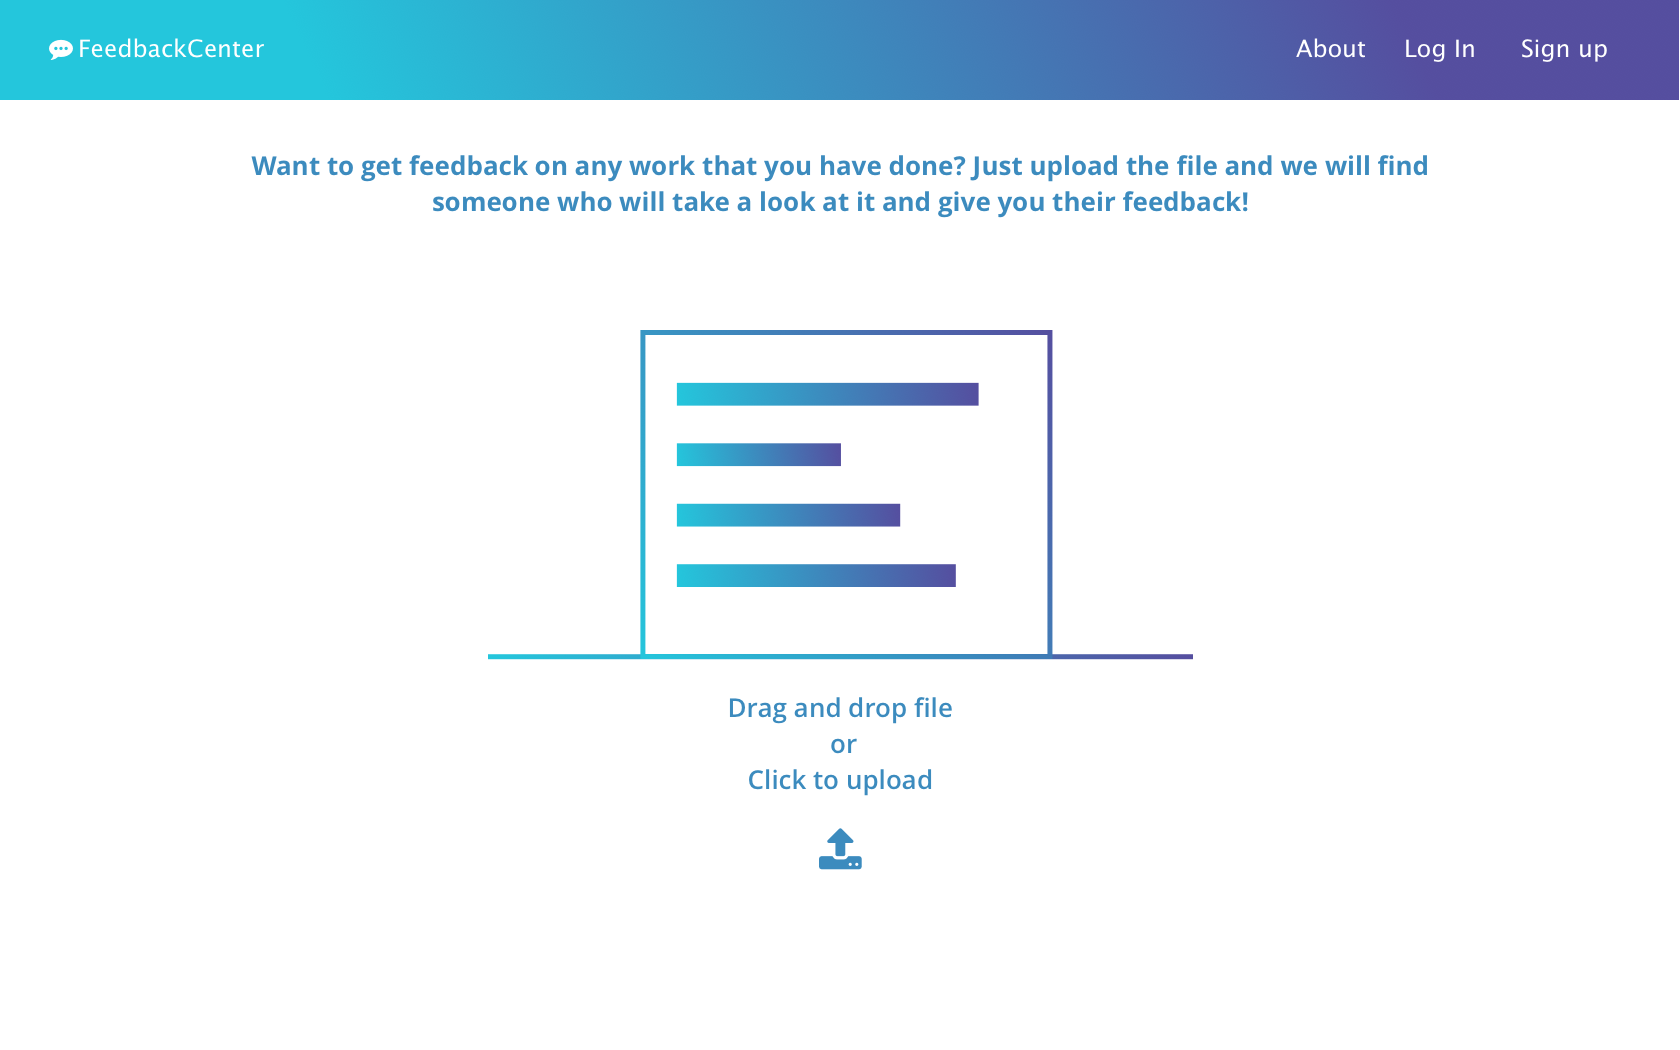 FeedbackCenter
About Log In Sign up
Want to get feedback on any work that you have done? Just upload the file and we will find
someone who will take a look at it and give you their feedback!
Drag and drop file
or
Click to upload